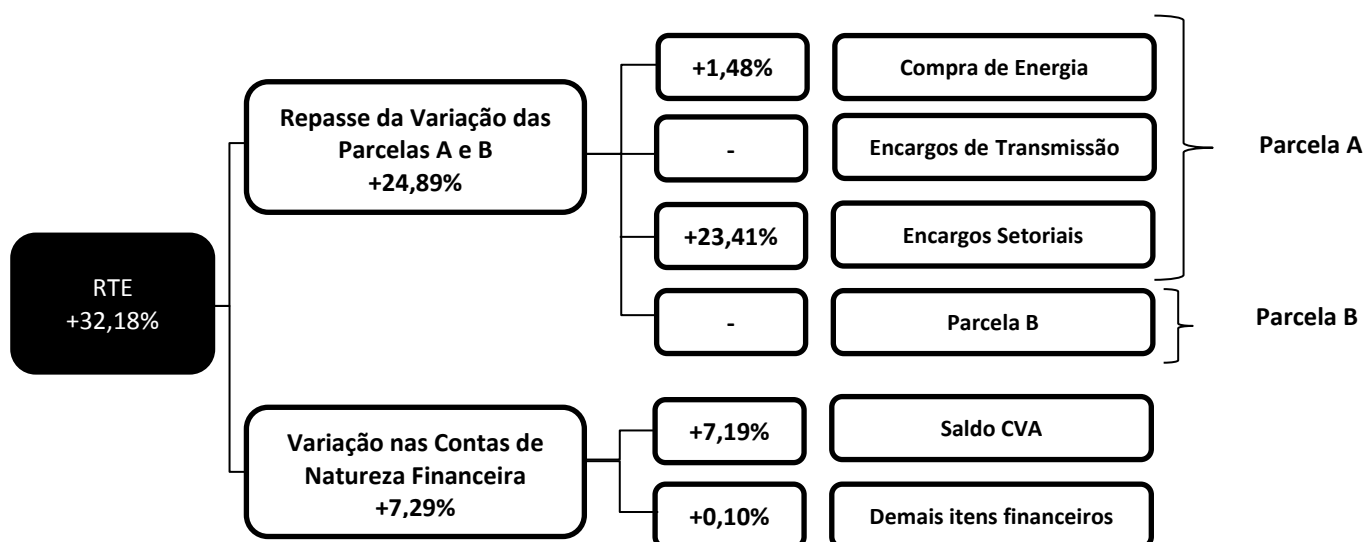 RTE
+32,18%
Repasse da Variação das
Parcelas A e B
+24,89%
+1,48%
Compra de Energia
-
Encargos de Transmissão
+23,41%
Encargos Setoriais
Parcela A
-
Parcela B
Parcela B
Variação nas Contas de
Natureza Financeira
+7,29%
+7,19%
Saldo CVA
+0,10%
Demais itens financeiros